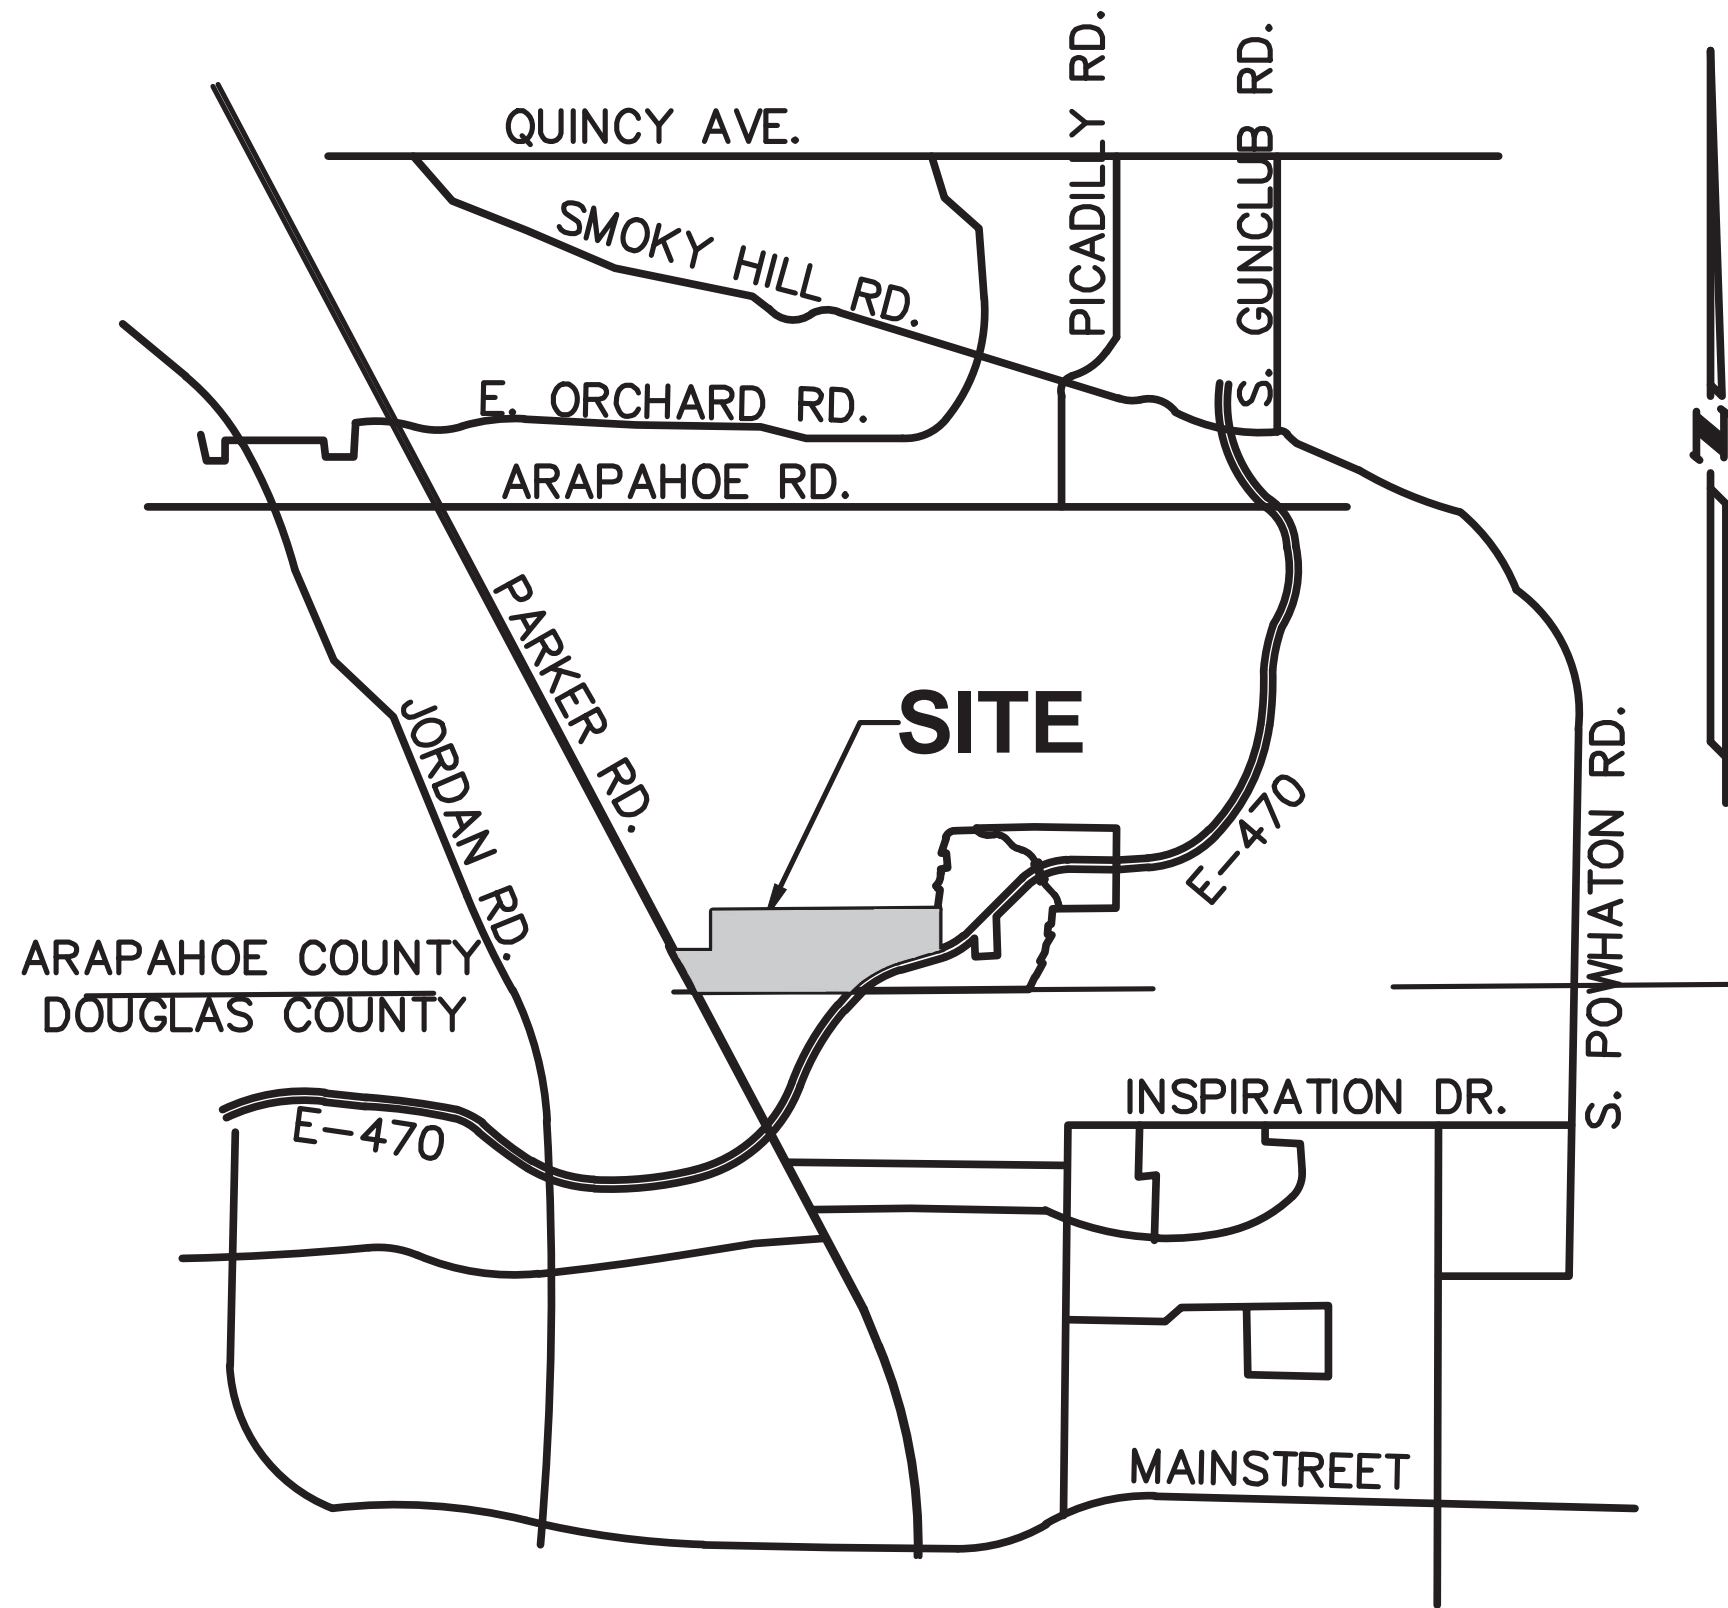 PICADILLY RD.
S. GUNCLUB RD.
QUINCY AVE.
SMOKY HILL RD.
E. ORCHARD RD.
N
ARAPAHOE RD.
PARKER RD.
JORDAN RD.
SITE
E-470
S. POWHATON RD.
ARAPAHOE COUNTY
DOUGLAS COUNTY
INSPIRATION DR.
E-470
MAINSTREET